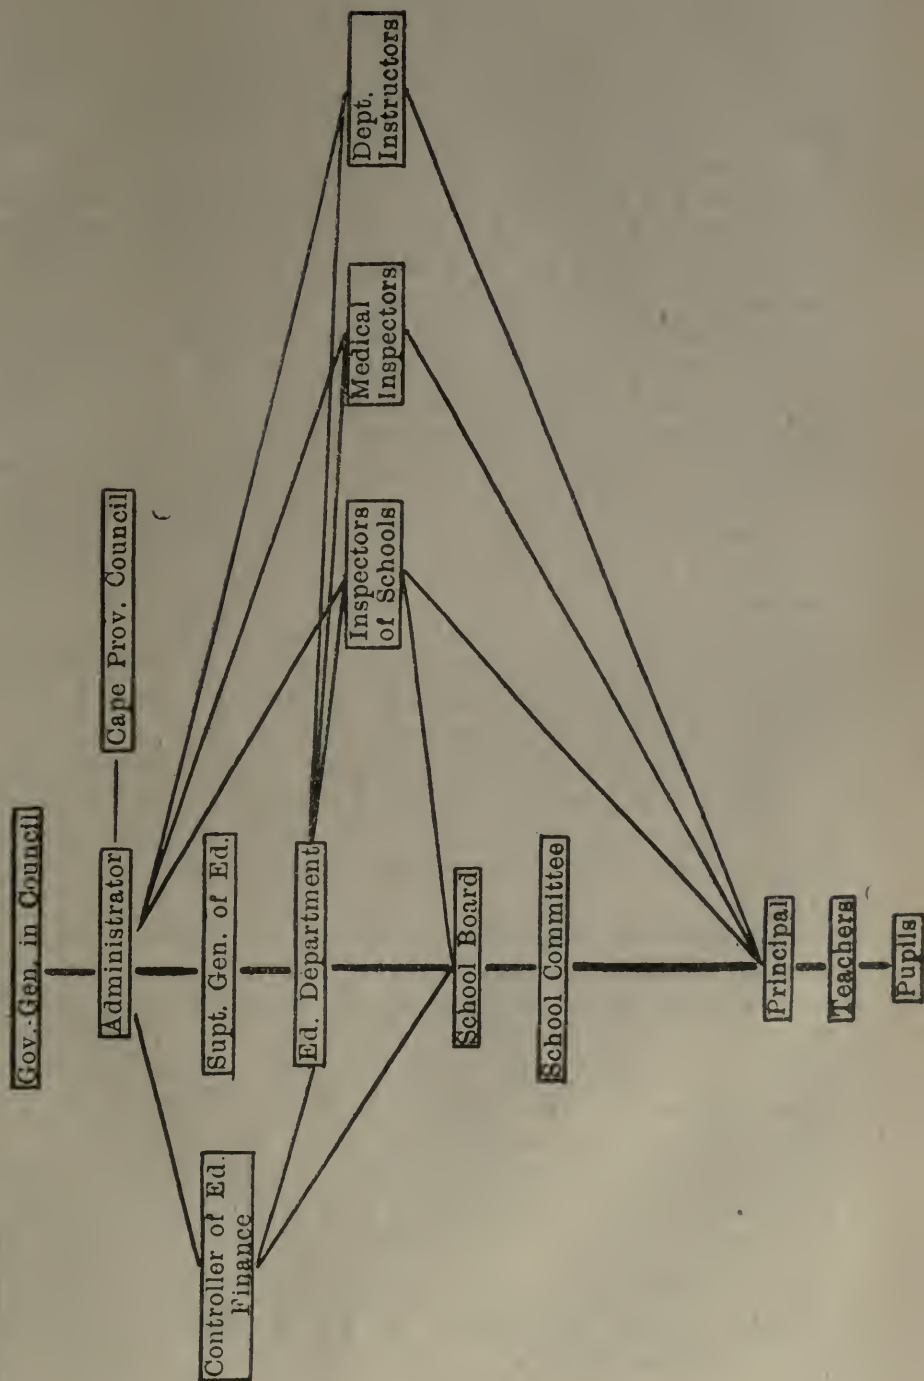 Gov.-Gen. in Council
Administrator
Cape Prov. Council
Controller of Ed.
Finance
Supt. Gen. of Ed.
Ed. Department
Inspectors
of Schools
Medical
Inspectors
Dept.
Instructors
School Board
School Committee
Principal
Teachers
Pupils